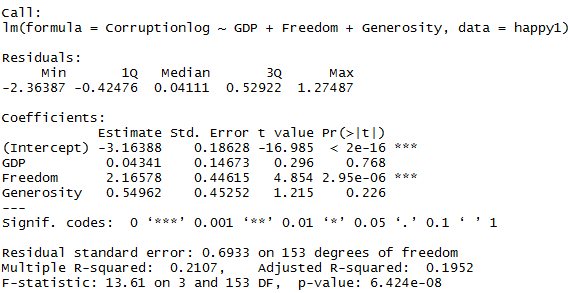 Call:
lm(formula = Corruptionlog ~ GDP + Freedom + Generosity, data = happy1)
Residuals:
Min 1Q Median 3Q Max
-2.36387 -0.42476 0.04111 0.52922 1.27487
Coefficients:
Estimate Std. Error t value Pr(>|t|)
(Intercept) -3.16388 0.18628 -16.985 < 2e-16 ***
GDP 0.04341 0.14673 0.296 0.768
Freedom 2.16578 0.44615 4.854 2.95e-06 ***
Generosity 0.54962 0.45252 1.215 0.226
---
Signif. codes: 0 ‘***’ 0.001 ‘**’ 0.01 ‘*’ 0.05 ‘.’ 0.1 ‘ ’ 1
Residual standard error: 0.6933 on 153 degrees of freedom
Multiple R-squared: 0.2107, Adjusted R-squared: 0.1952
F-statistic: 13.61 on 3 and 153 DF, p-value: 6.424e-08